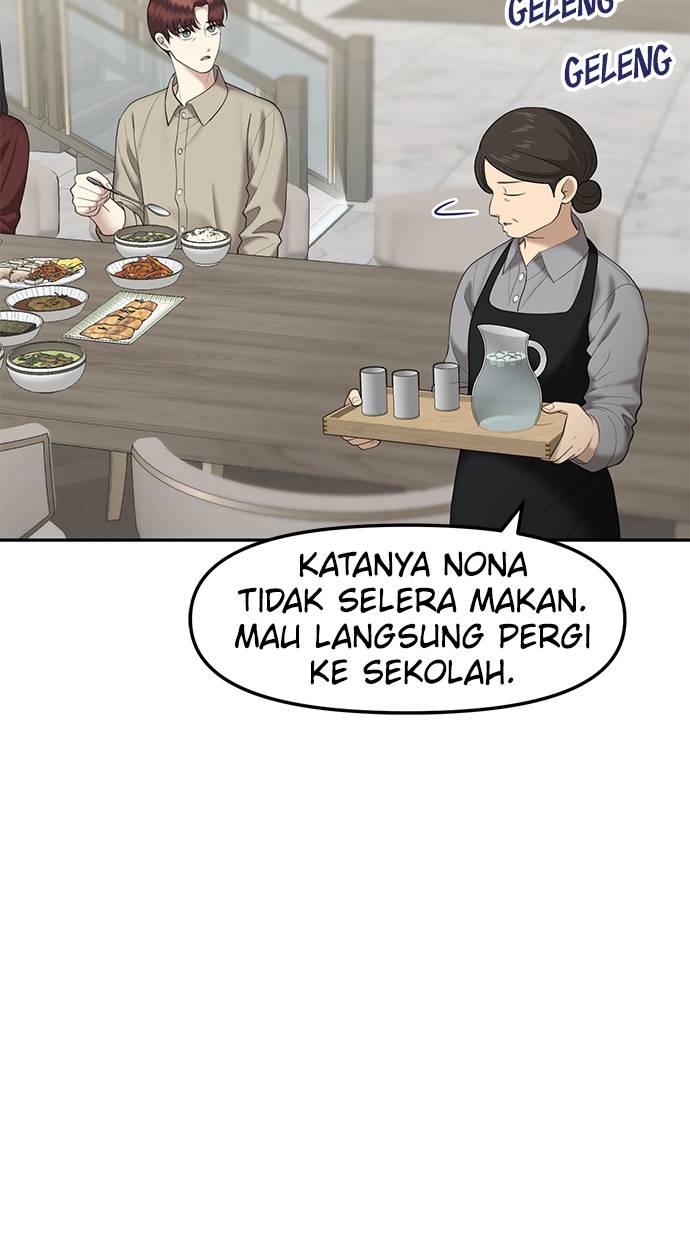 GELENG
GELENG
KATANYA NONA
TIDAK SELERA MAKAN.
MAU LANGSUNG PERGI
KE SEKOLAH.